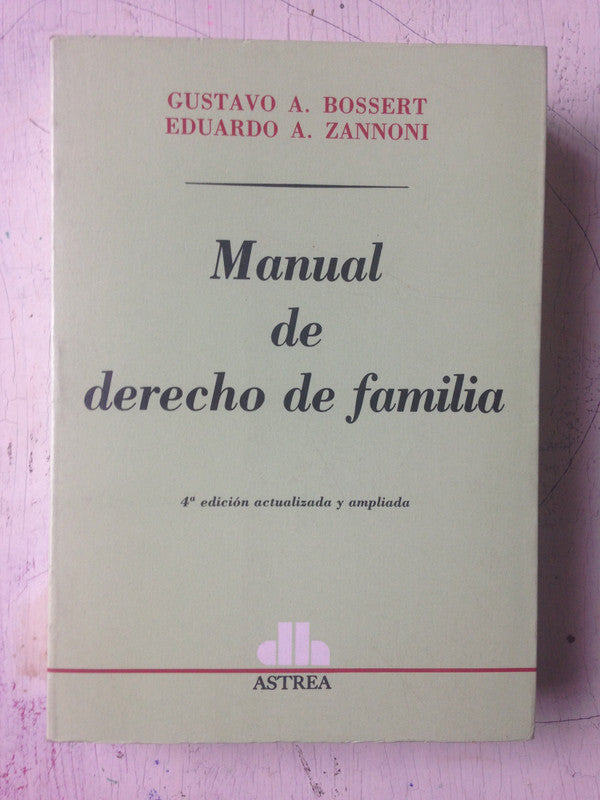 GUSTAVO A. BOSSERT
EDUARDO A. ZANNONI
Manual
de
derecho de familia
4ª edición actualizada y ampliada
ASTREA